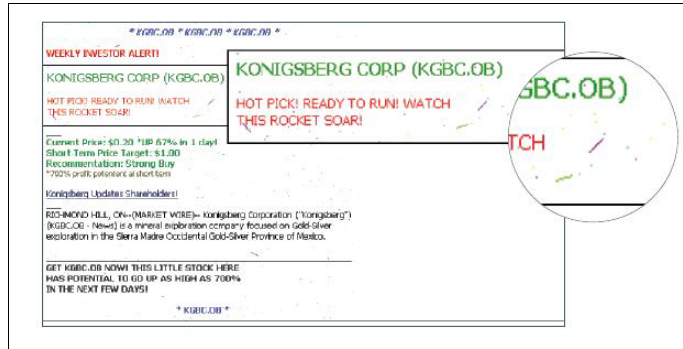 * KGBC.OB * KGBC.OB * KGBC.OB *
WEEKLY INVESTOR ALERT!
KONIGSBERG CORP (KGBC.OB)
HOT PICK! READY TO RUN! WATCH
THIS ROCKET SOAR!
KONIGSBERG CORP (KGBC.OB)
HOT PICK! READY TO RUN! WATCH
THIS ROCKET SOAR!
GBC.OB)
TCH
Current Price: $0.20 *UP 67% in 1 day!
Short Term Price Target: $1.00
Recommentation: Strong Buy
*700% profit potenteral short term
Konigsberg Updates Shareholders!
RICHMOND HILL, ON--(MARKET WIRE)-- Konigsberg Corporation ("Konigsberg")
(KGBC.OB - News) is a mineral exploration company focused on Gold-Silver
exploration in the Sierra Madre Occidental Gold-Silver Province of Mexico.
GET KGBC.OB NOW! THIS LITTLE STOCK HERE
HAS POTENTIAL TO GO UP AS HIGH AS 700%
IN THE NEXT FEW DAYS!
* KGBC.OB *